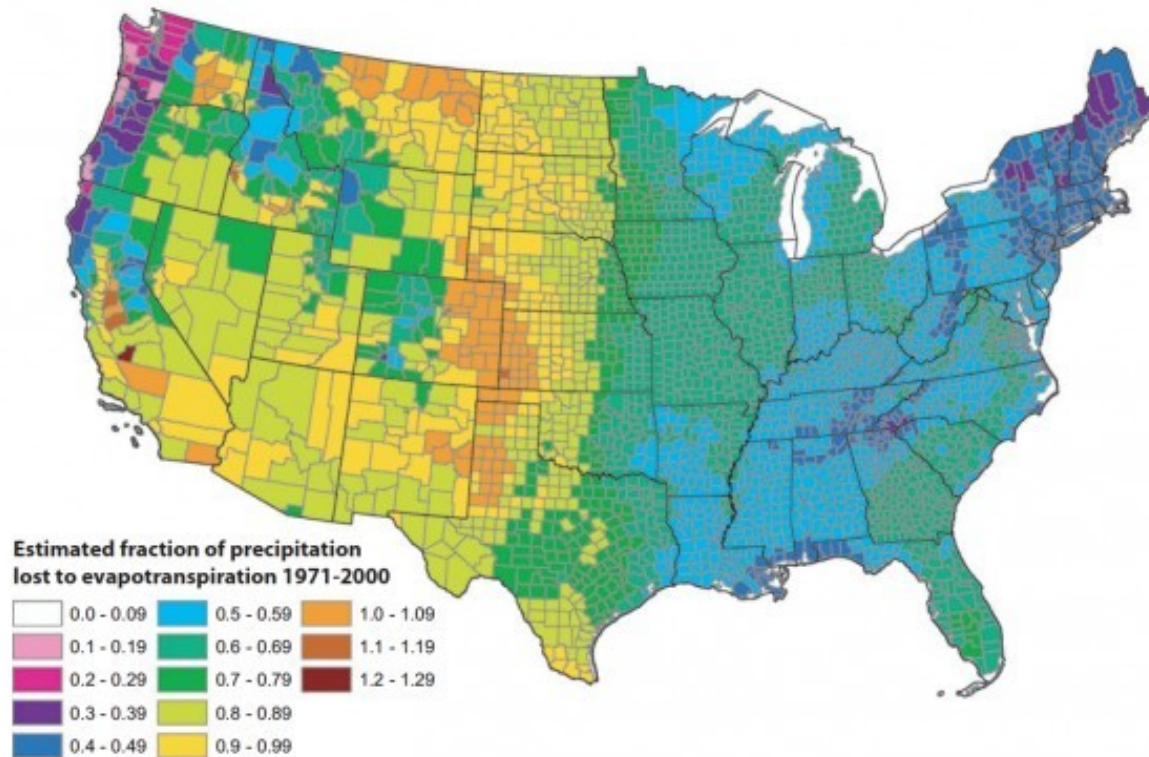 Estimated fraction of precipitation
lost to evapotranspiration 1971-2000
0.0 - 0.09
0.1 - 0.19
0.2 - 0.29
0.3 - 0.39
0.4 - 0.49
0.5 - 0.59
0.6 - 0.69
0.7 - 0.79
0.8 - 0.89
0.9 - 0.99
1.0 - 1.09
1.1 - 1.19
1.2 - 1.29